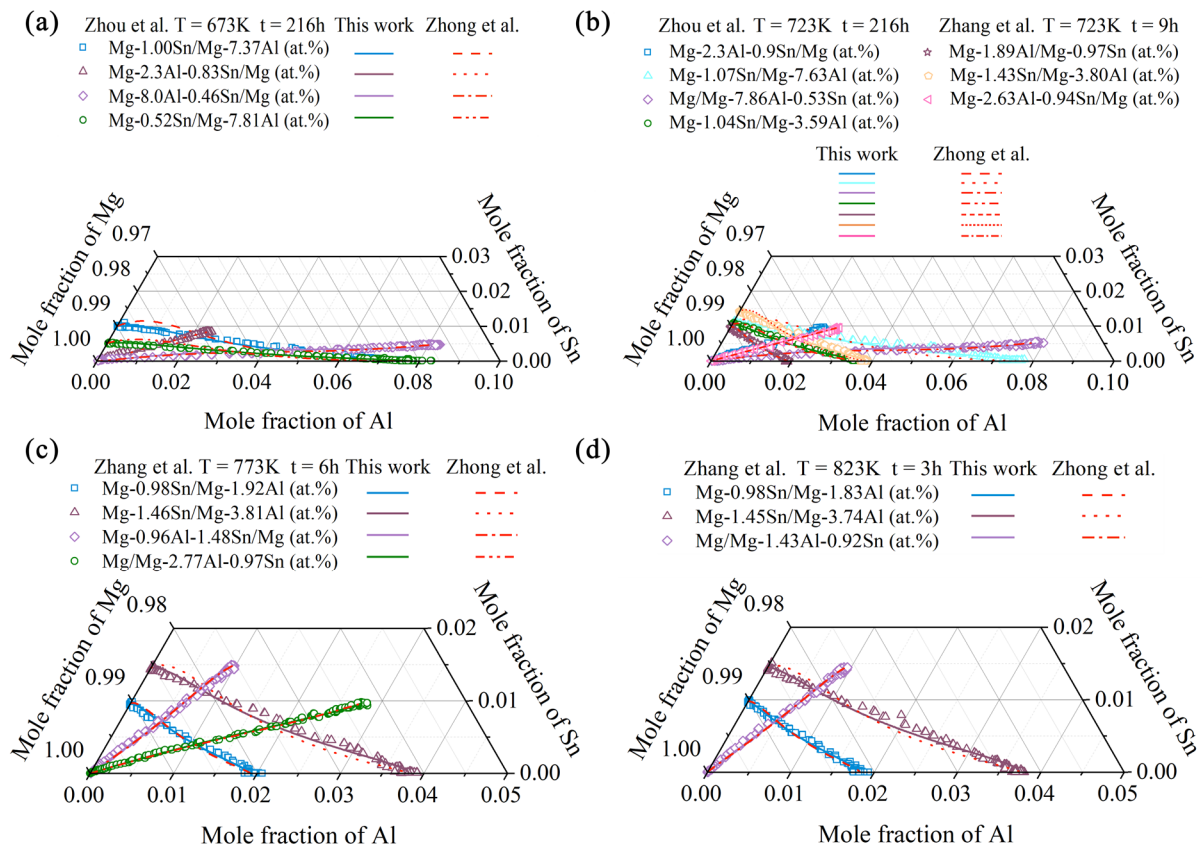 (a)
Zhou et al. T = 673K t = 216h This work Zhong et al.
Mg-1.00Sn/Mg-7.37Al (at.%)
Mg-2.3Al-0.83Sn/Mg (at.%)
Mg-8.0Al-0.46Sn/Mg (at.%)
Mg-0.52Sn/Mg-7.81Al (at.%)
Mole fraction of Mg
0.97
0.98
0.99
1.00
Mole fraction of Sn
0.03
0.02
0.01
0.00
0.00 0.02 0.04 0.06 0.08 0.10
Mole fraction of Al
(b)
Zhou et al. T = 723K t = 216h Zhang et al. T = 723K t = 9h
Mg-2.3Al-0.9Sn/Mg (at.%) Mg-1.89Al/Mg-0.97Sn (at.%)
Mg-1.07Sn/Mg-7.63Al (at.%) Mg-1.43Sn/Mg-3.80Al (at.%)
Mg/Mg-7.86Al-0.53Sn (at.%) Mg-2.63Al-0.94Sn/Mg (at.%)
Mg-1.04Sn/Mg-3.59Al (at.%)
This work Zhong et al.
Mole fraction of Mg
0.97
0.98
0.99
1.00
Mole fraction of Sn
0.03
0.02
0.01
0.00
0.00 0.02 0.04 0.06 0.08 0.10
Mole fraction of Al
(c)
Zhang et al. T = 773K t = 6h This work Zhong et al.
Mg-0.98Sn/Mg-1.92Al (at.%)
Mg-1.46Sn/Mg-3.81Al (at.%)
Mg-0.96Al-1.48Sn/Mg (at.%)
Mg/Mg-2.77Al-0.97Sn (at.%)
Mole fraction of Mg
0.98
0.99
1.00
Mole fraction of Sn
0.02
0.01
0.00
0.00 0.01 0.02 0.03 0.04 0.05
Mole fraction of Al
(d)
Zhang et al. T = 823K t = 3h This work Zhong et al.
Mg-0.98Sn/Mg-1.83Al (at.%)
Mg-1.45Sn/Mg-3.74Al (at.%)
Mg/Mg-1.43Al-0.92Sn (at.%)
Mole fraction of Mg
0.98
0.99
1.00
Mole fraction of Sn
0.02
0.01
0.00
0.00 0.01 0.02 0.03 0.04 0.05
Mole fraction of Al